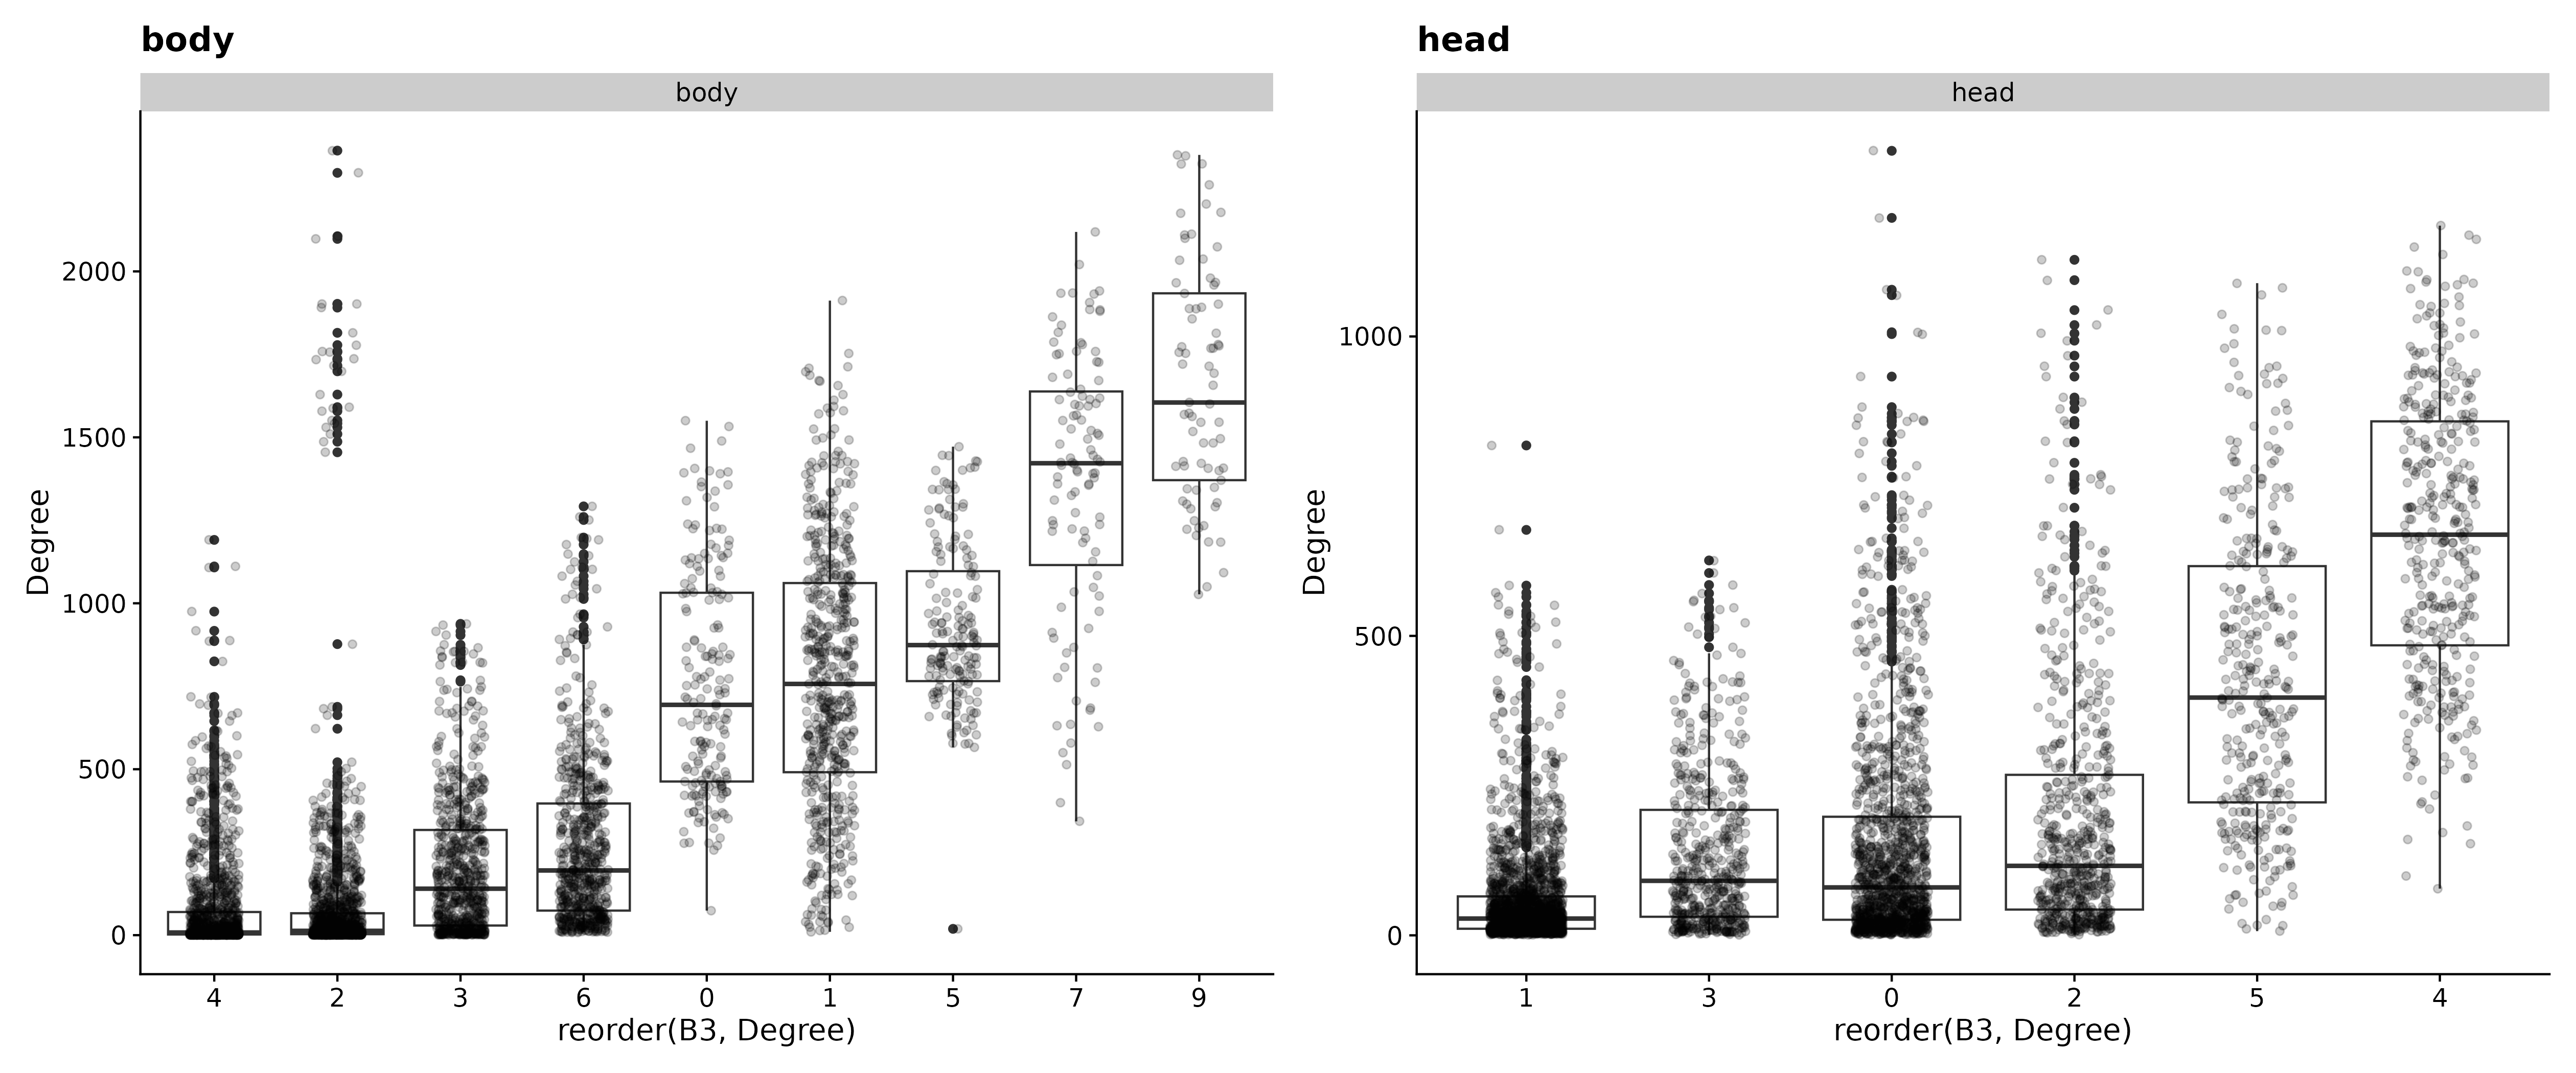 body
body
Degree
2000
1500
1000
500
0
4 2 3 6 0 1 5 7 9
reorder(B3, Degree)
head
head
Degree
1000
500
0
1 3 0 2 5 4
reorder(B3, Degree)